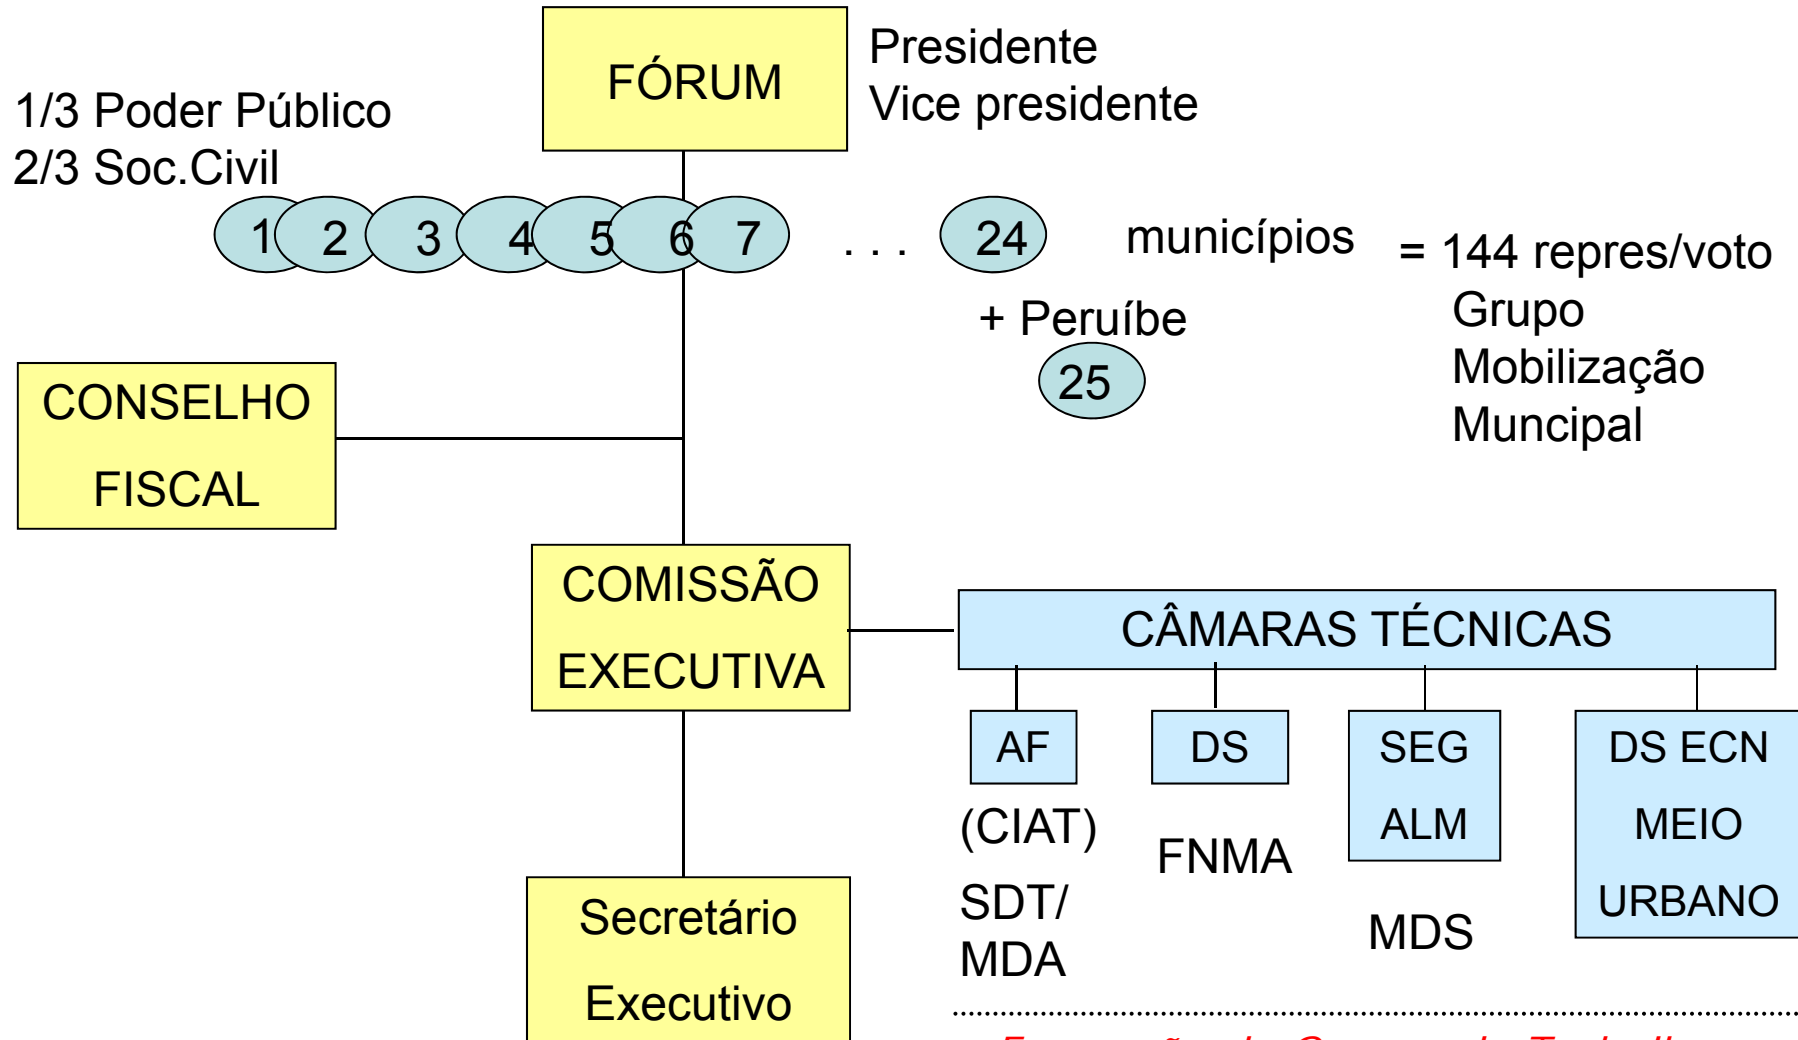 FÓRUM
Presidente
Vice presidente
1/3 Poder Público
2/3 Soc.Civil
1 2 3 4 5 6 7 . . . 24 municípios
= 144 repres/voto
Grupo
Mobilização
Muncipal
+ Peruíbe
25
CONSELHO
FISCAL
COMISSÃO
EXECUTIVA
CÂMARAS TÉCNICAS
AF
(CIAT)
SDT/
MDA
DS
FNMA
SEG
ALM
MDS
DS ECN
MEIO
URBANO
Secretário
Executivo